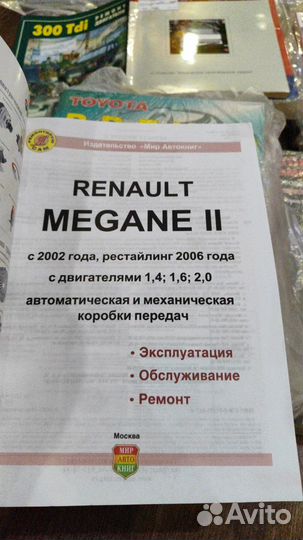 300 Tdi
TOYOTA
Издательство «Мир Автокниг»
RENAULT
MEGANE II
с 2002 года, рестайлинг 2006 года
с двигателями 1,4; 1,6; 2,0
автоматическая и механическая
коробки передач
• Эксплуатация
• Обслуживание
• Ремонт
Москва
МИР
АВТО
КНИГ
Avito